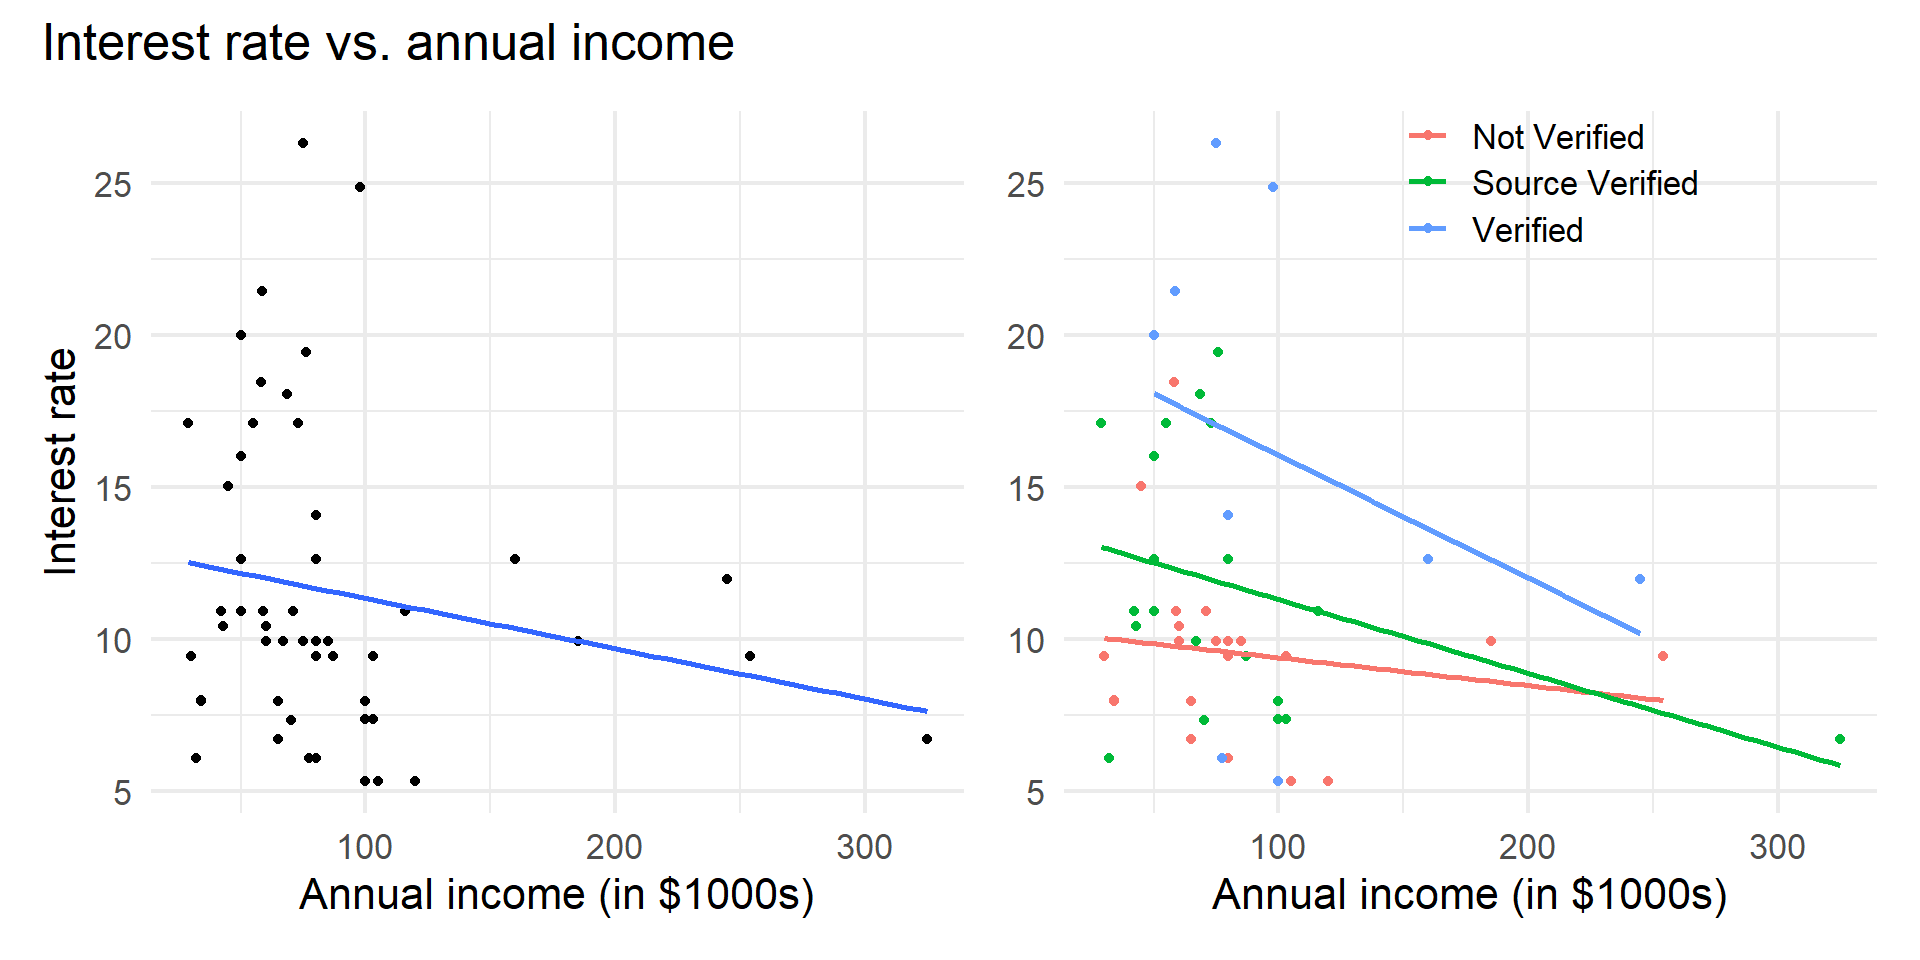 Interest rate vs. annual income
Interest rate
25
20
15
10
5
100 200 300
Annual income (in $1000s)
Not Verified
Source Verified
Verified
25
20
15
10
5
100 200 300
Annual income (in $1000s)